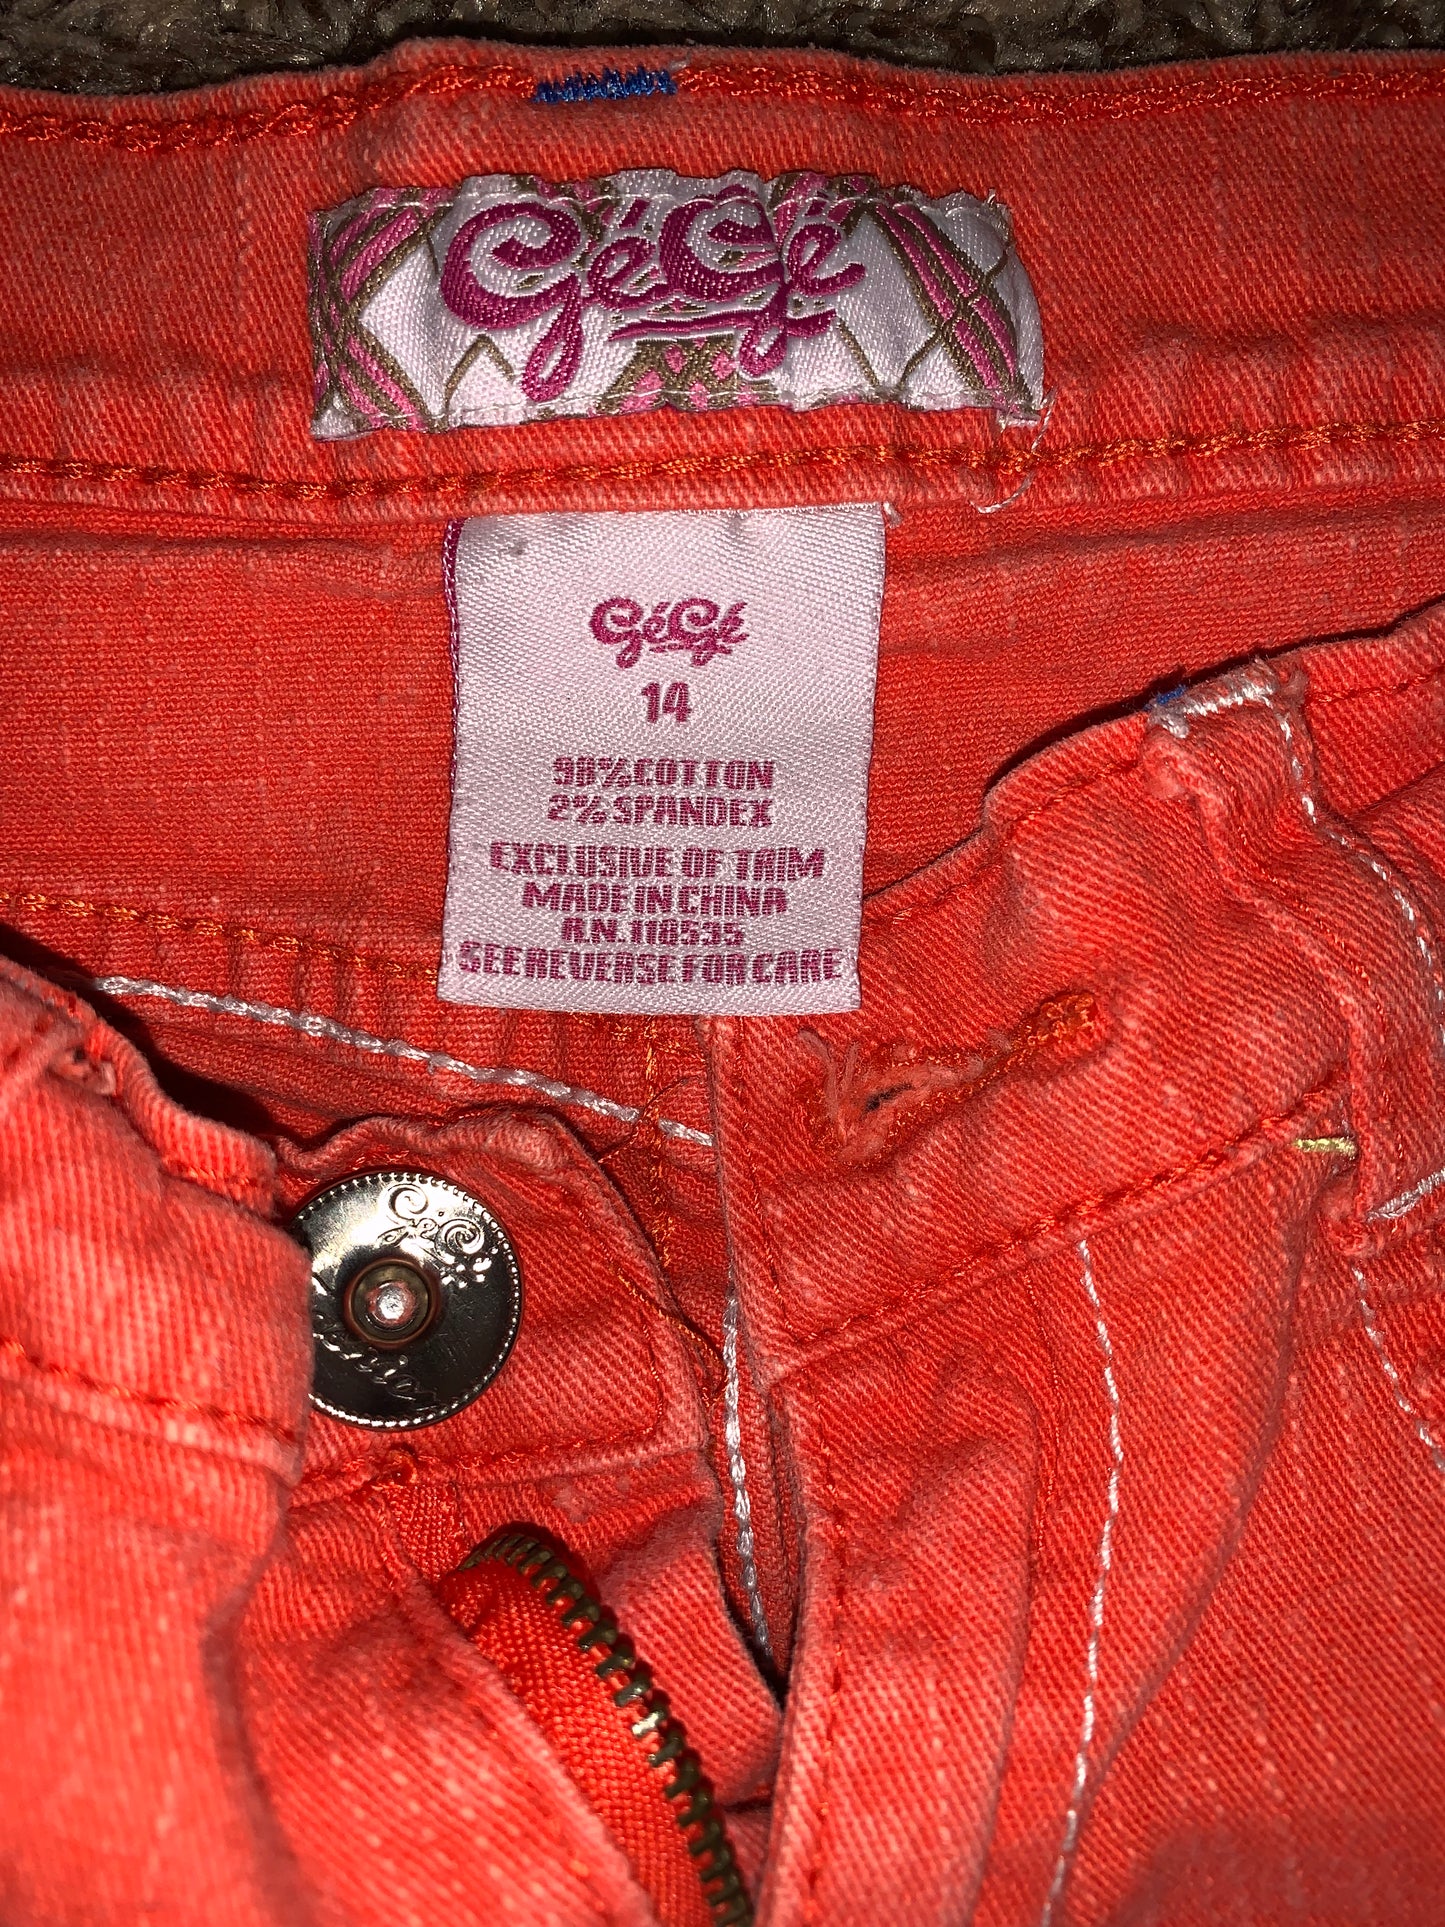 GéGé
GéGé
14
98% COTTON
2% SPANDEX
EXCLUSIVE OF TRIM
MADE IN CHINA
R.N. 118535
SEE REVERSE FOR CARE